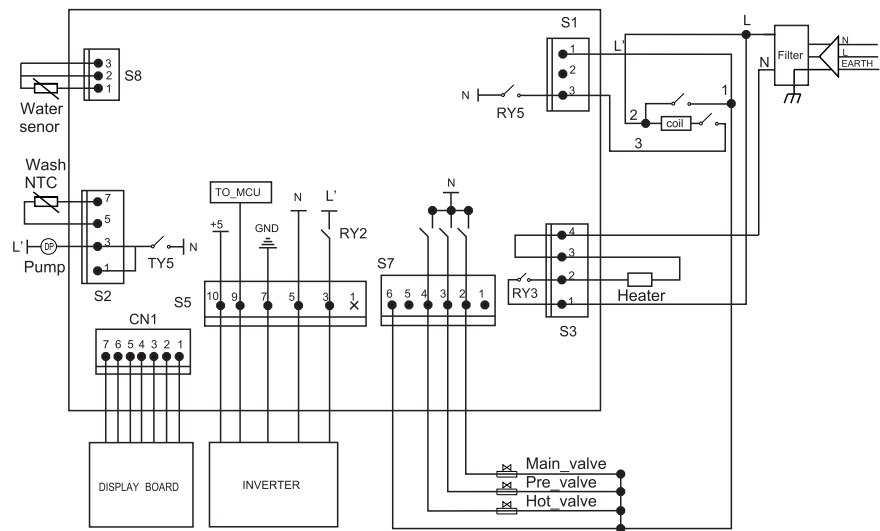 S1
1
L'
2
3
N
RY5
L
N
Filter
N
L
EARTH
1
2
coil
3
3
2
1
S8
Water
senor
Wash
NTC
7
5
3
1
S2
L'
DP
Pump
TY5
N
TO_MCU
+5
GND
N
L'
RY2
N
S5
10
9
7
5
3
1
S7
6
5
4
3
2
1
4
3
2
1
RY3
Heater
S3
CN1
7 6 5 4 3 2 1
DISPLAY BOARD
INVERTER
Main_valve
Pre_valve
Hot_valve